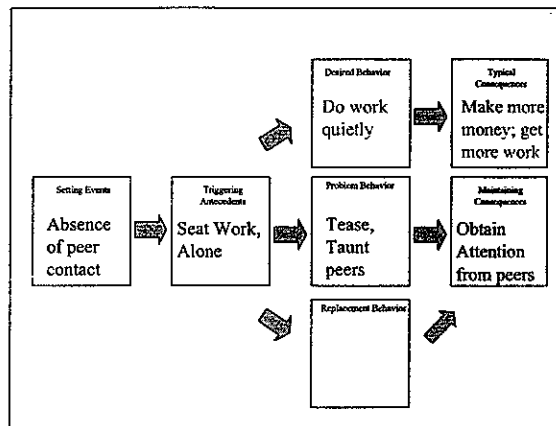 Desired Behavior
Do work
quietly
Typical
Consequences
Make more
money; get
more work
Setting Events
Absence
of peer
contact
Triggering
Antecedents
Seat Work,
Alone
Problem Behavior
Tease,
Taunt
peers
Maintaining
Consequences
Obtain
Attention
from peers
Replacement Behavior